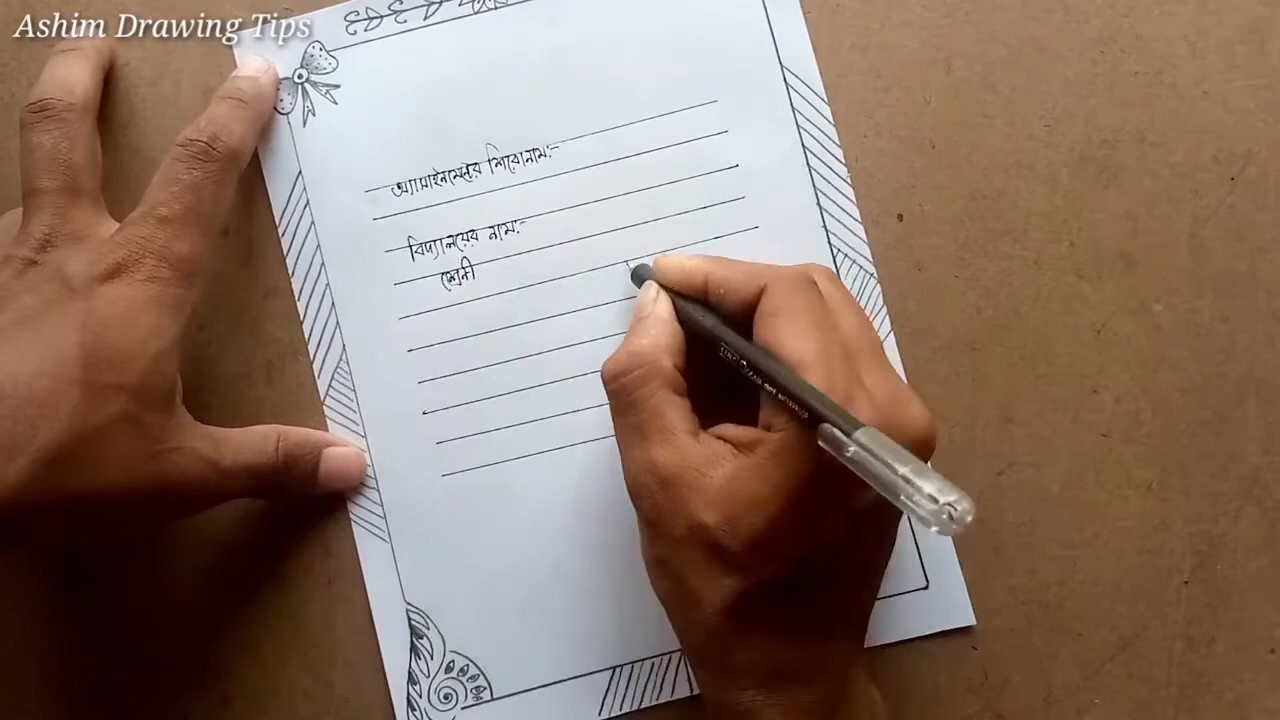 Ashim Drawing Tips
অ্যাসাইনমেন্টের শিরোনাম:-
বিদ্যালয়ের নাম:-
শ্রেনী